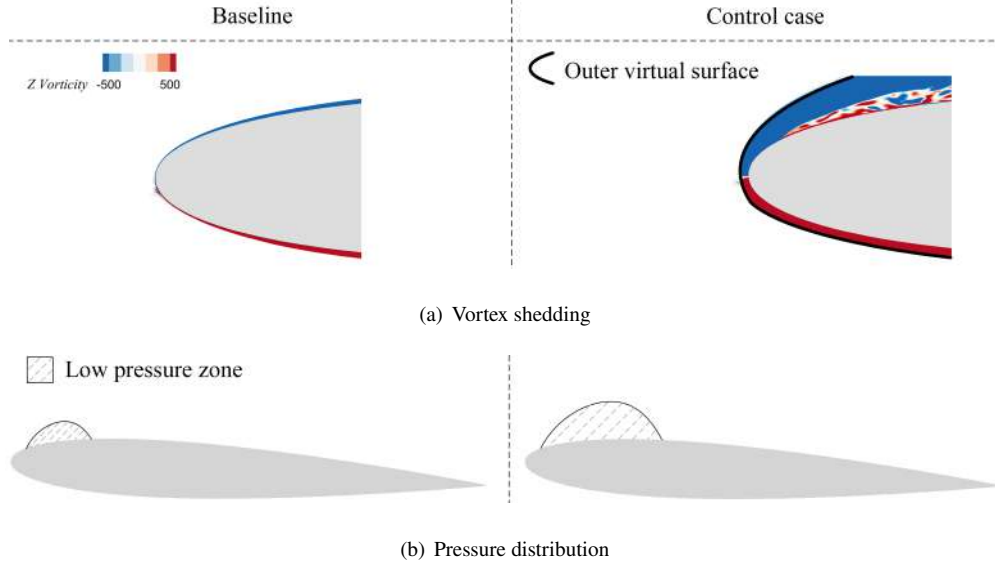 Baseline
Control case
Z Vorticity -500 500
Outer virtual surface
(a) Vortex shedding
Low pressure zone
(b) Pressure distribution